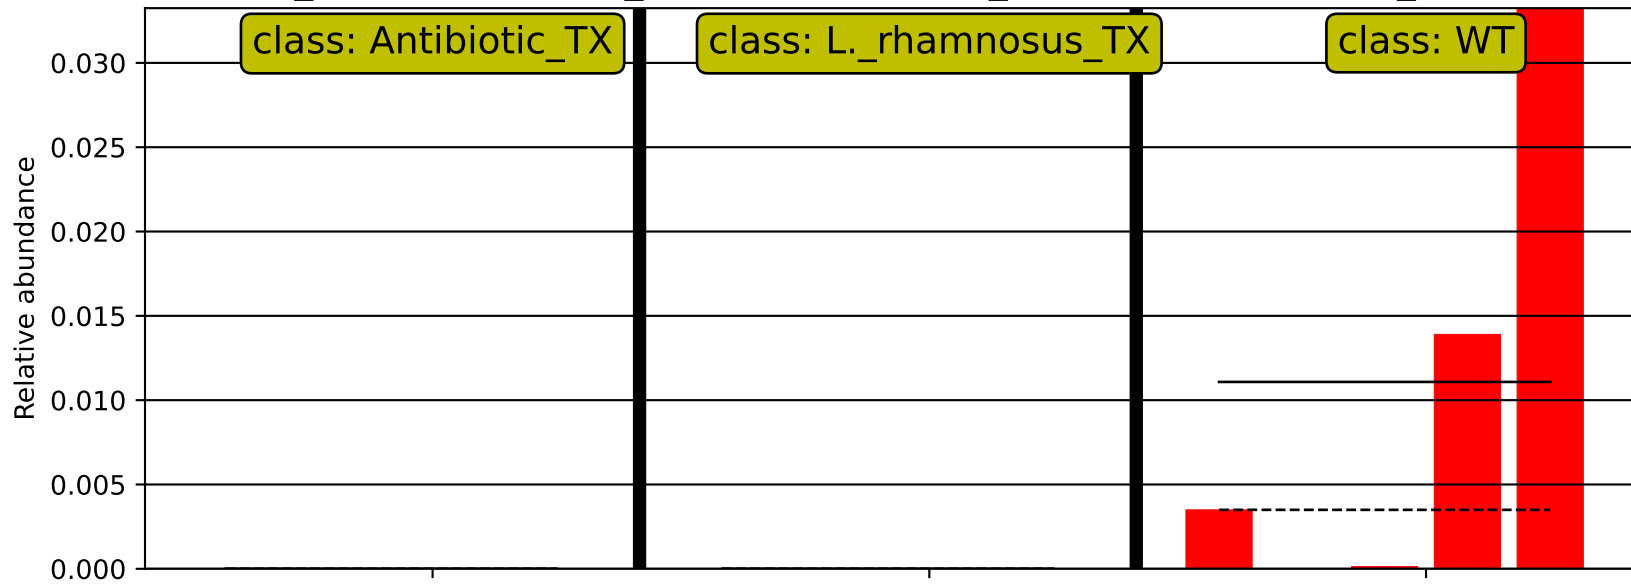 class: Antibiotic_TX
class: L._rhamnosus_TX
class: WT
Relative abundance
0.030
0.025
0.020
0.015
0.010
0.005
0.000